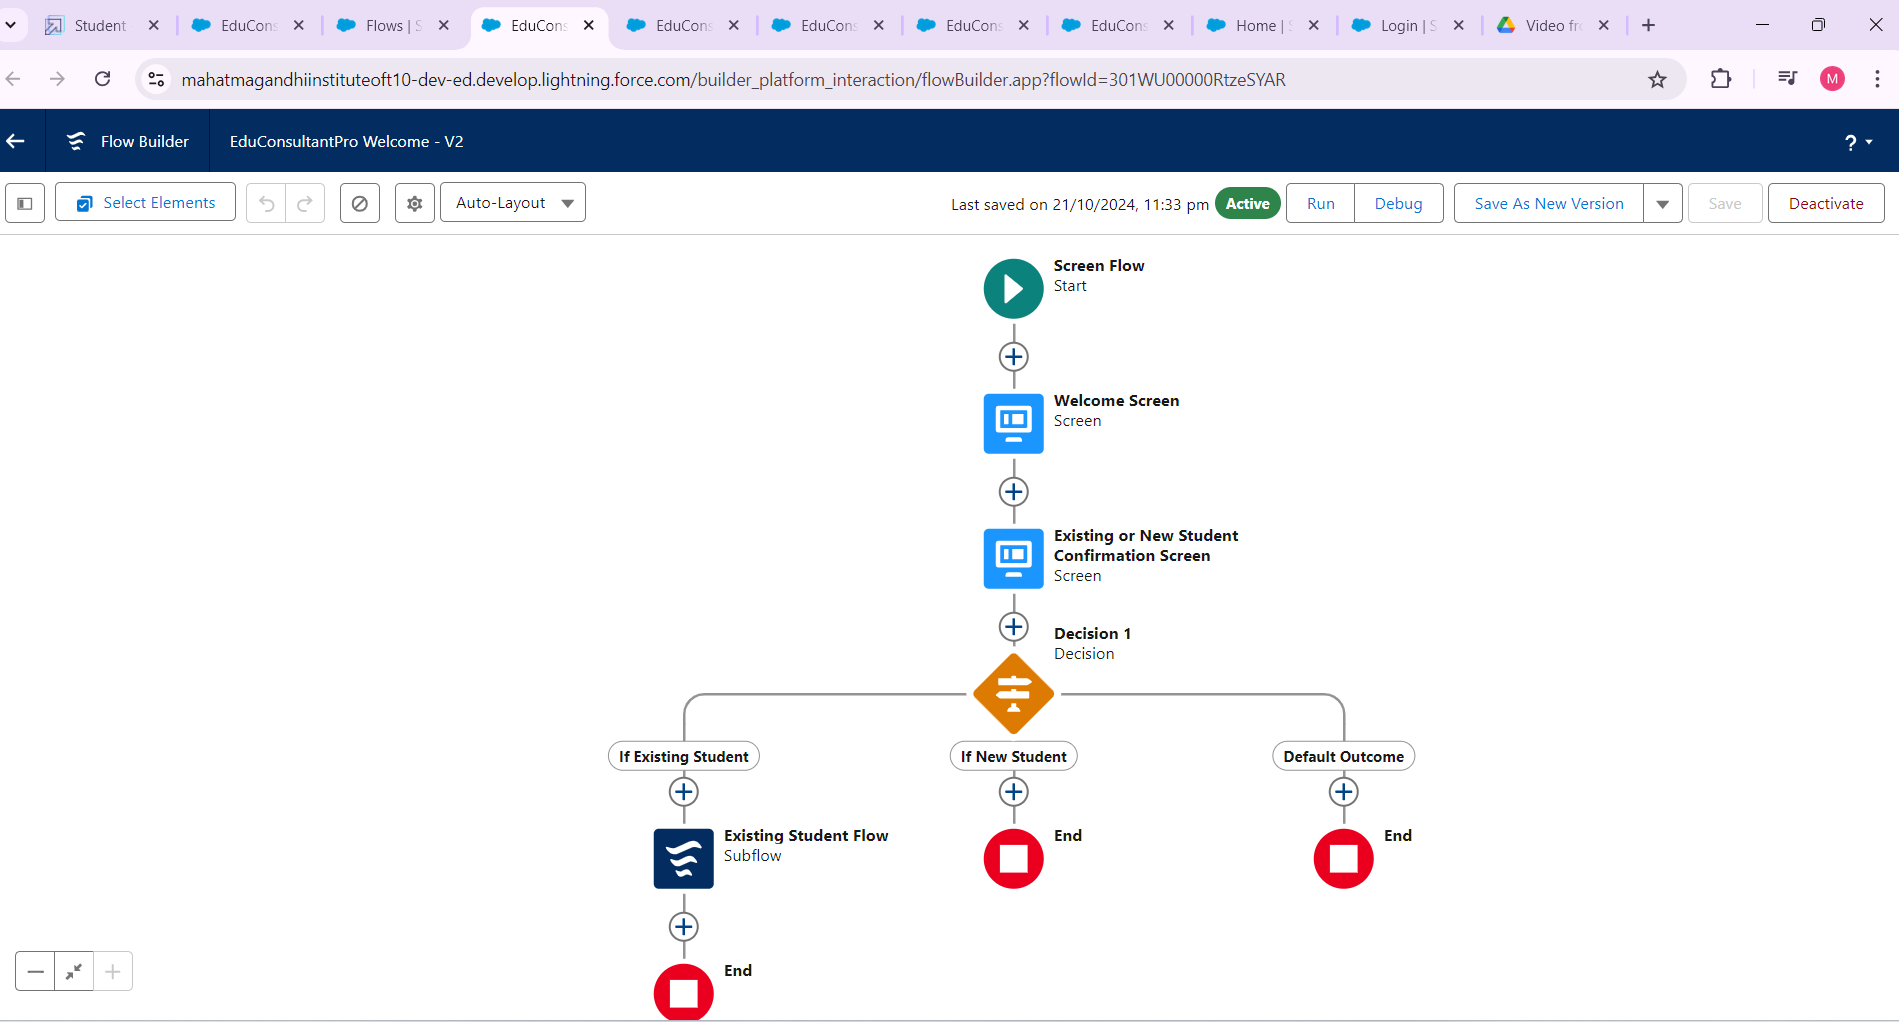 Student
EduCons
Flows | S
EduCons
EduCons
EduCons
EduCons
EduCons
Home | S
Login | S
Video fr
mahatmagandhiinstituteoft10-dev-ed.develop.lightning.force.com/builder_platform_interaction/flowBuilder.app?flowId=301WU00000RtzeSYAR
M
Flow Builder
EduConsultantPro Welcome - V2
?
Select Elements
Auto-Layout
Last saved on 21/10/2024, 11:33 pm
Active
Run
Debug
Save As New Version
Save
Deactivate
Screen Flow
Start
Welcome Screen
Screen
Existing or New Student
Confirmation Screen
Screen
Decision 1
Decision
If Existing Student
If New Student
Default Outcome
Existing Student Flow
Subflow
End
End
End